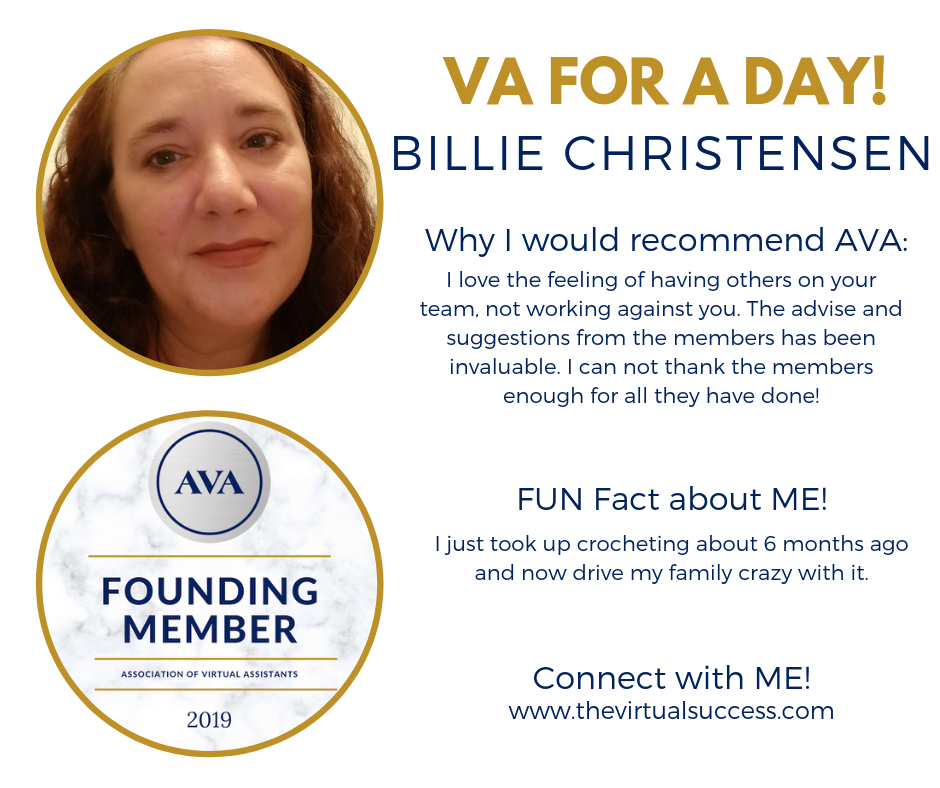 VA FOR A DAY!
BILLIE CHRISTENSEN
Why I would recommend AVA:
I love the feeling of having others on your
team, not working against you. The advise and
suggestions from the members has been
invaluable. I can not thank the members
enough for all they have done!
AVA
FOUNDING
MEMBER
ASSOCIATION OF VIRTUAL ASSISTANTS
2019
FUN Fact about ME!
I just took up crocheting about 6 months ago
and now drive my family crazy with it.
Connect with ME!
www.thevirtualsuccess.com